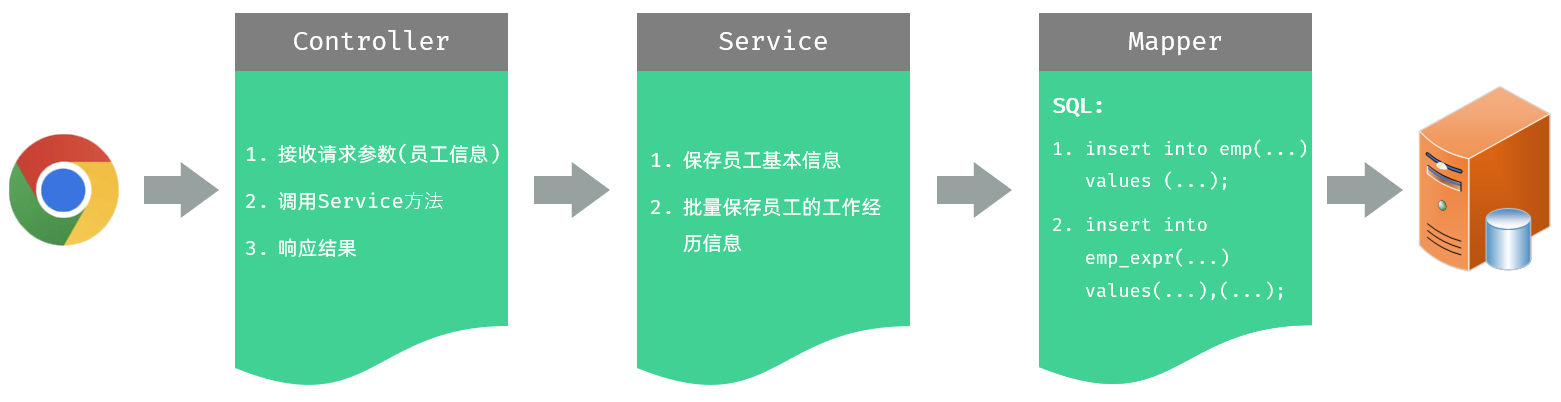 Controller
1. 接收请求参数(员工信息)
2. 调用Service方法
3. 响应结果
Service
1. 保存员工基本信息
2. 批量保存员工的工作经
历信息
Mapper
SQL:
1. insert into emp(...)
values (...);
2. insert into
emp_expr(...)
values(...),(...);